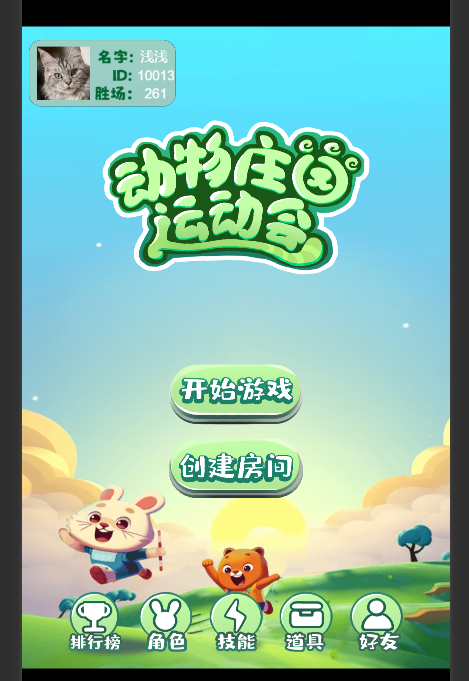 名字: 浅浅
ID: 10013
胜场: 261
动物庄园
运动会
开始游戏
创建房间
排行榜 角色 技能 道具 好友